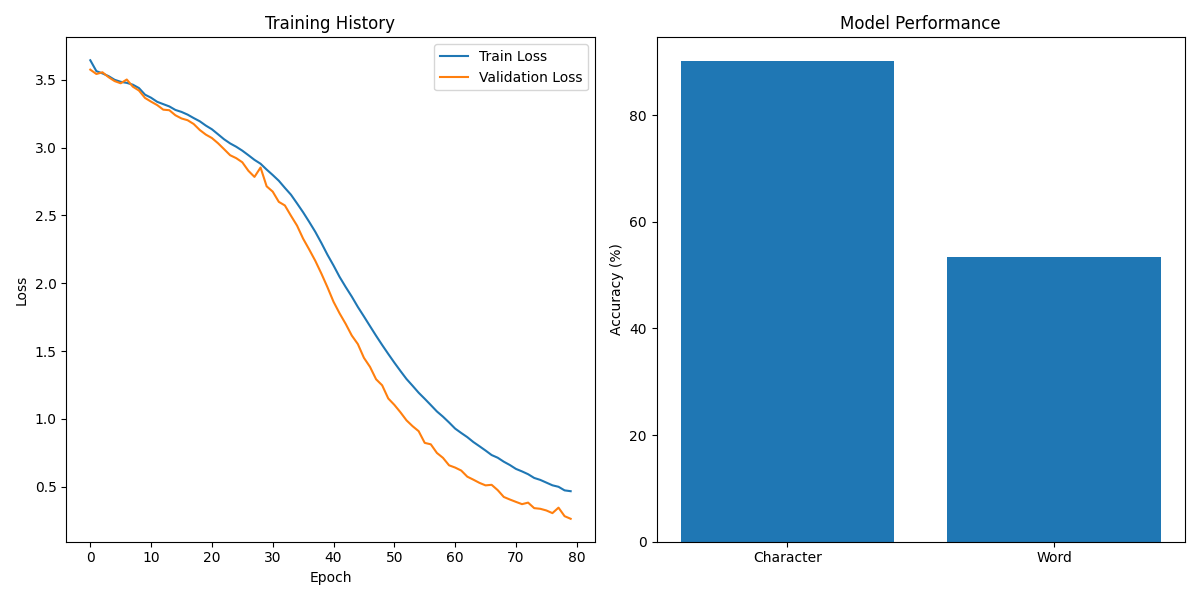 Training History
Train Loss
Validation Loss
3.5
3.0
2.5
2.0
1.5
1.0
0.5
Loss
0 10 20 30 40 50 60 70 80
Epoch
Model Performance
80
60
40
20
0
Accuracy (%)
Character Word